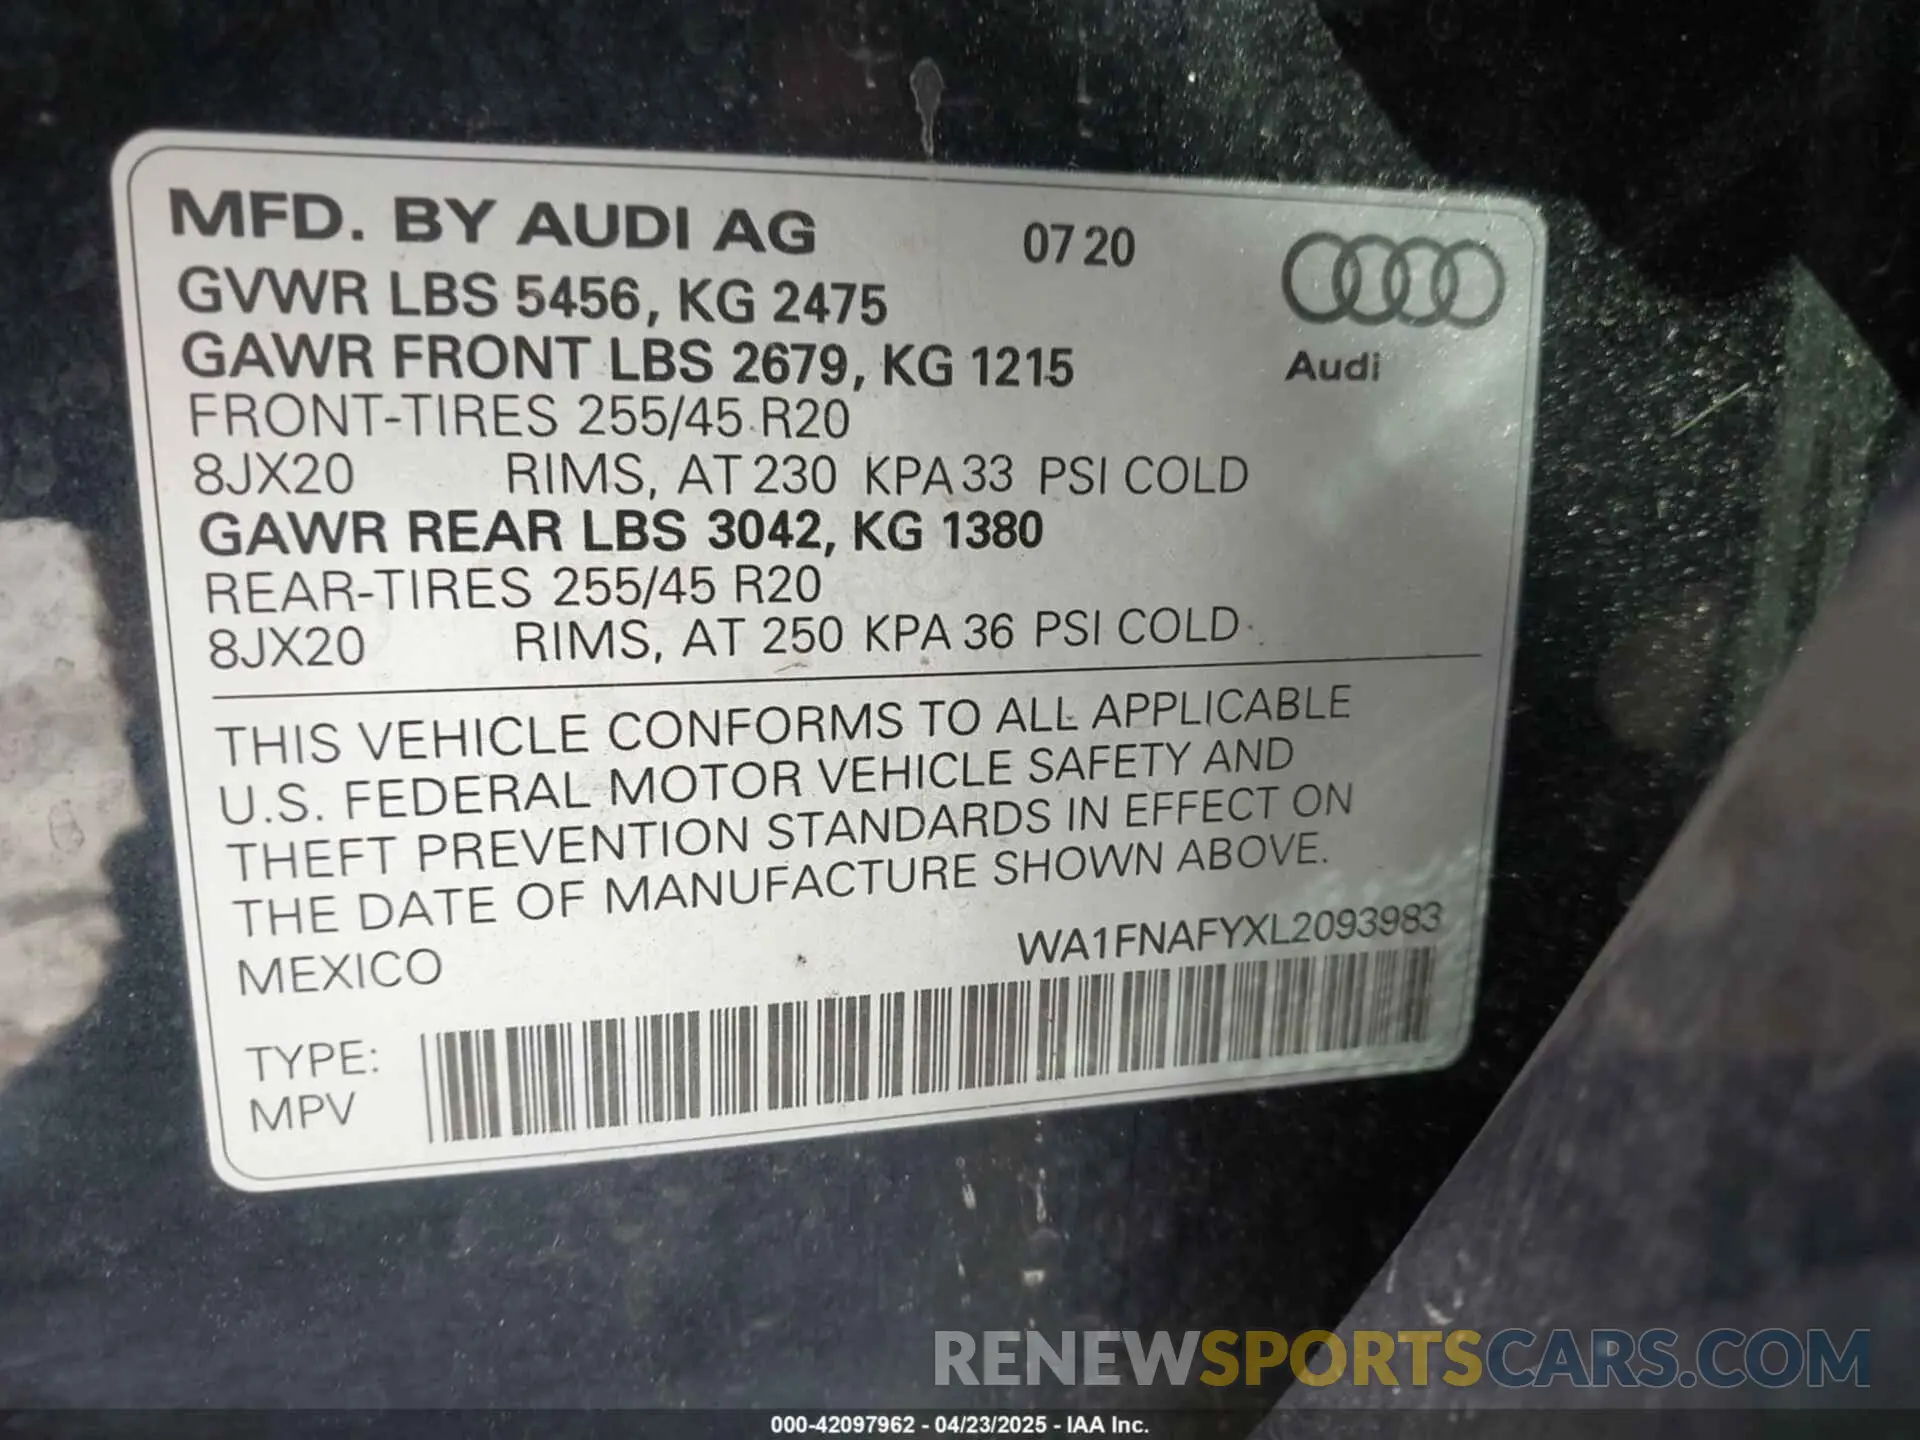 MFD. BY AUDI AG 07 20
Audi
GVWR LBS 5456, KG 2475
GAWR FRONT LBS 2679, KG 1215
FRONT-TIRES 255/45 R20
8JX20 RIMS, AT 230 KPA 33 PSI COLD
GAWR REAR LBS 3042, KG 1380
REAR-TIRES 255/45 R20
8JX20 RIMS, AT 250 KPA 36 PSI COLD
THIS VEHICLE CONFORMS TO ALL APPLICABLE
U.S. FEDERAL MOTOR VEHICLE SAFETY AND
THEFT PREVENTION STANDARDS IN EFFECT ON
THE DATE OF MANUFACTURE SHOWN ABOVE.
MEXICO WA1FNAFYXL2093983
TYPE:
MPV
RENEWSPORTSCARS.COM
000-42097962 - 04/23/2025 - IAA Inc.